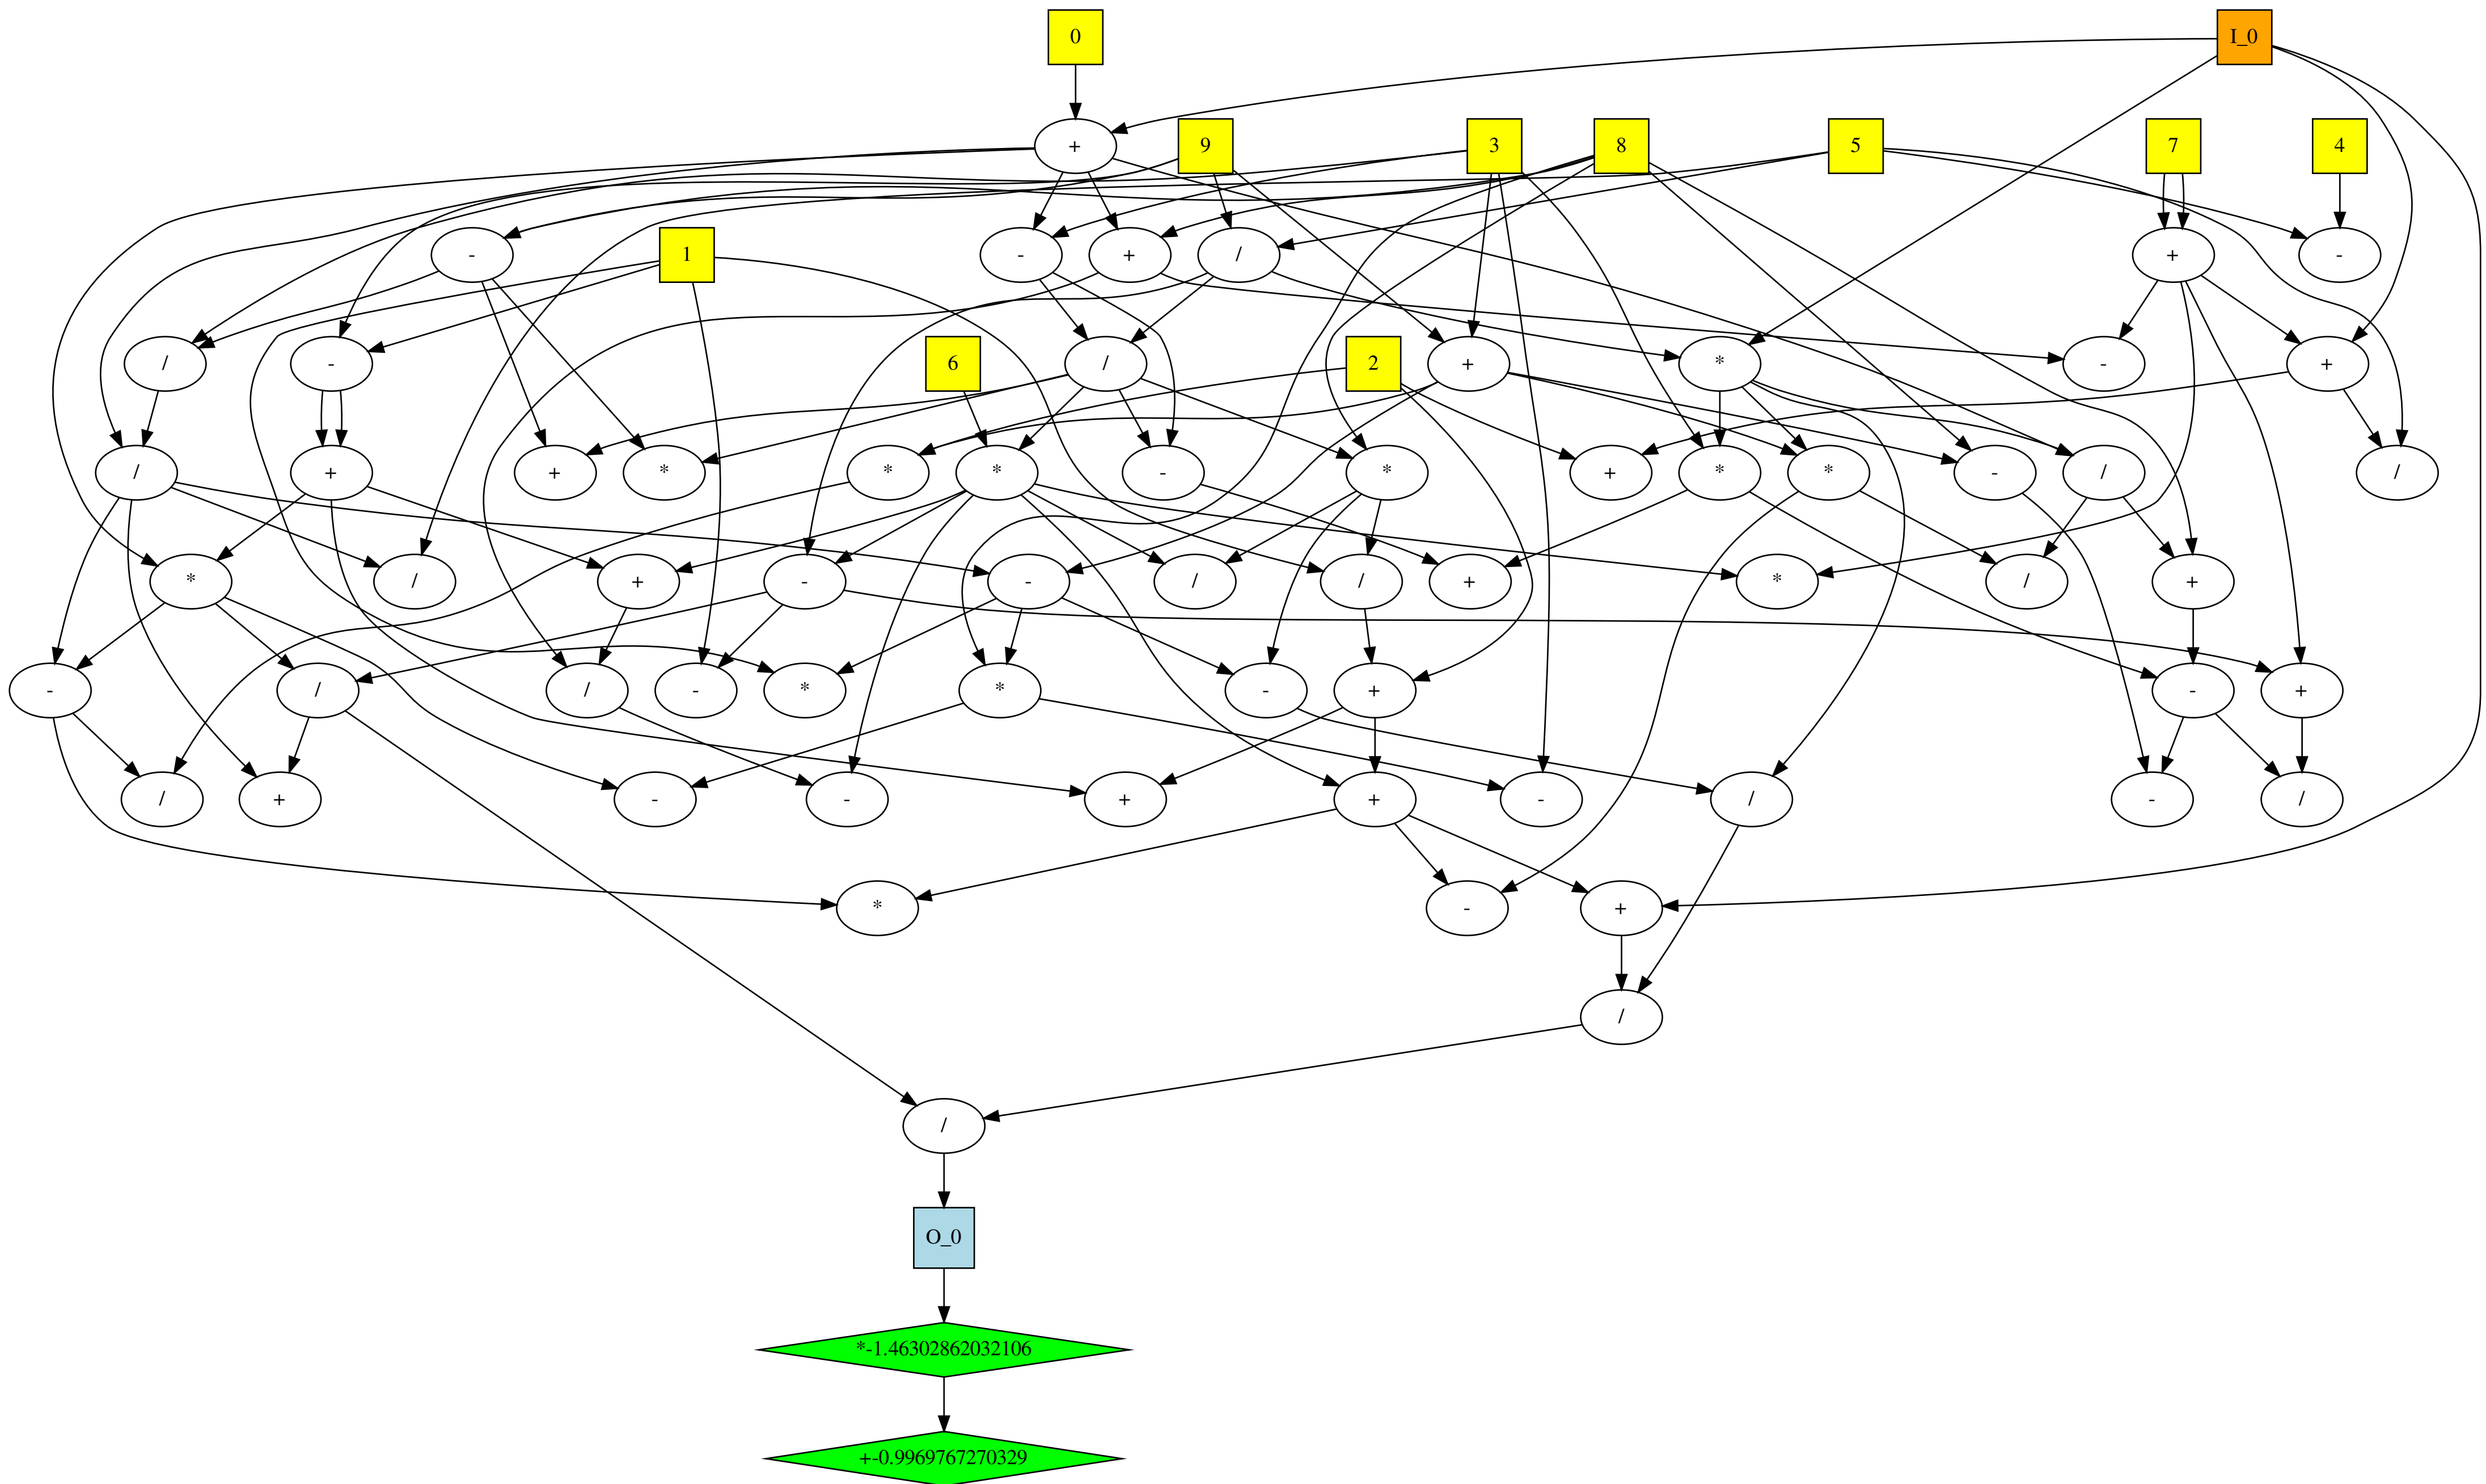 0 I_0
+ 9 3 8 5 7 4
- 1 - + / + -
/ - 6 / 2 + * - +
/ + + * * * - * + * * - / /
* / + - - / / + * / +
- / / - * * - + - +
/ + - - + + - / - /
* - +
/
/
O_0
*-1.46302862032106
+-0.9969767270329